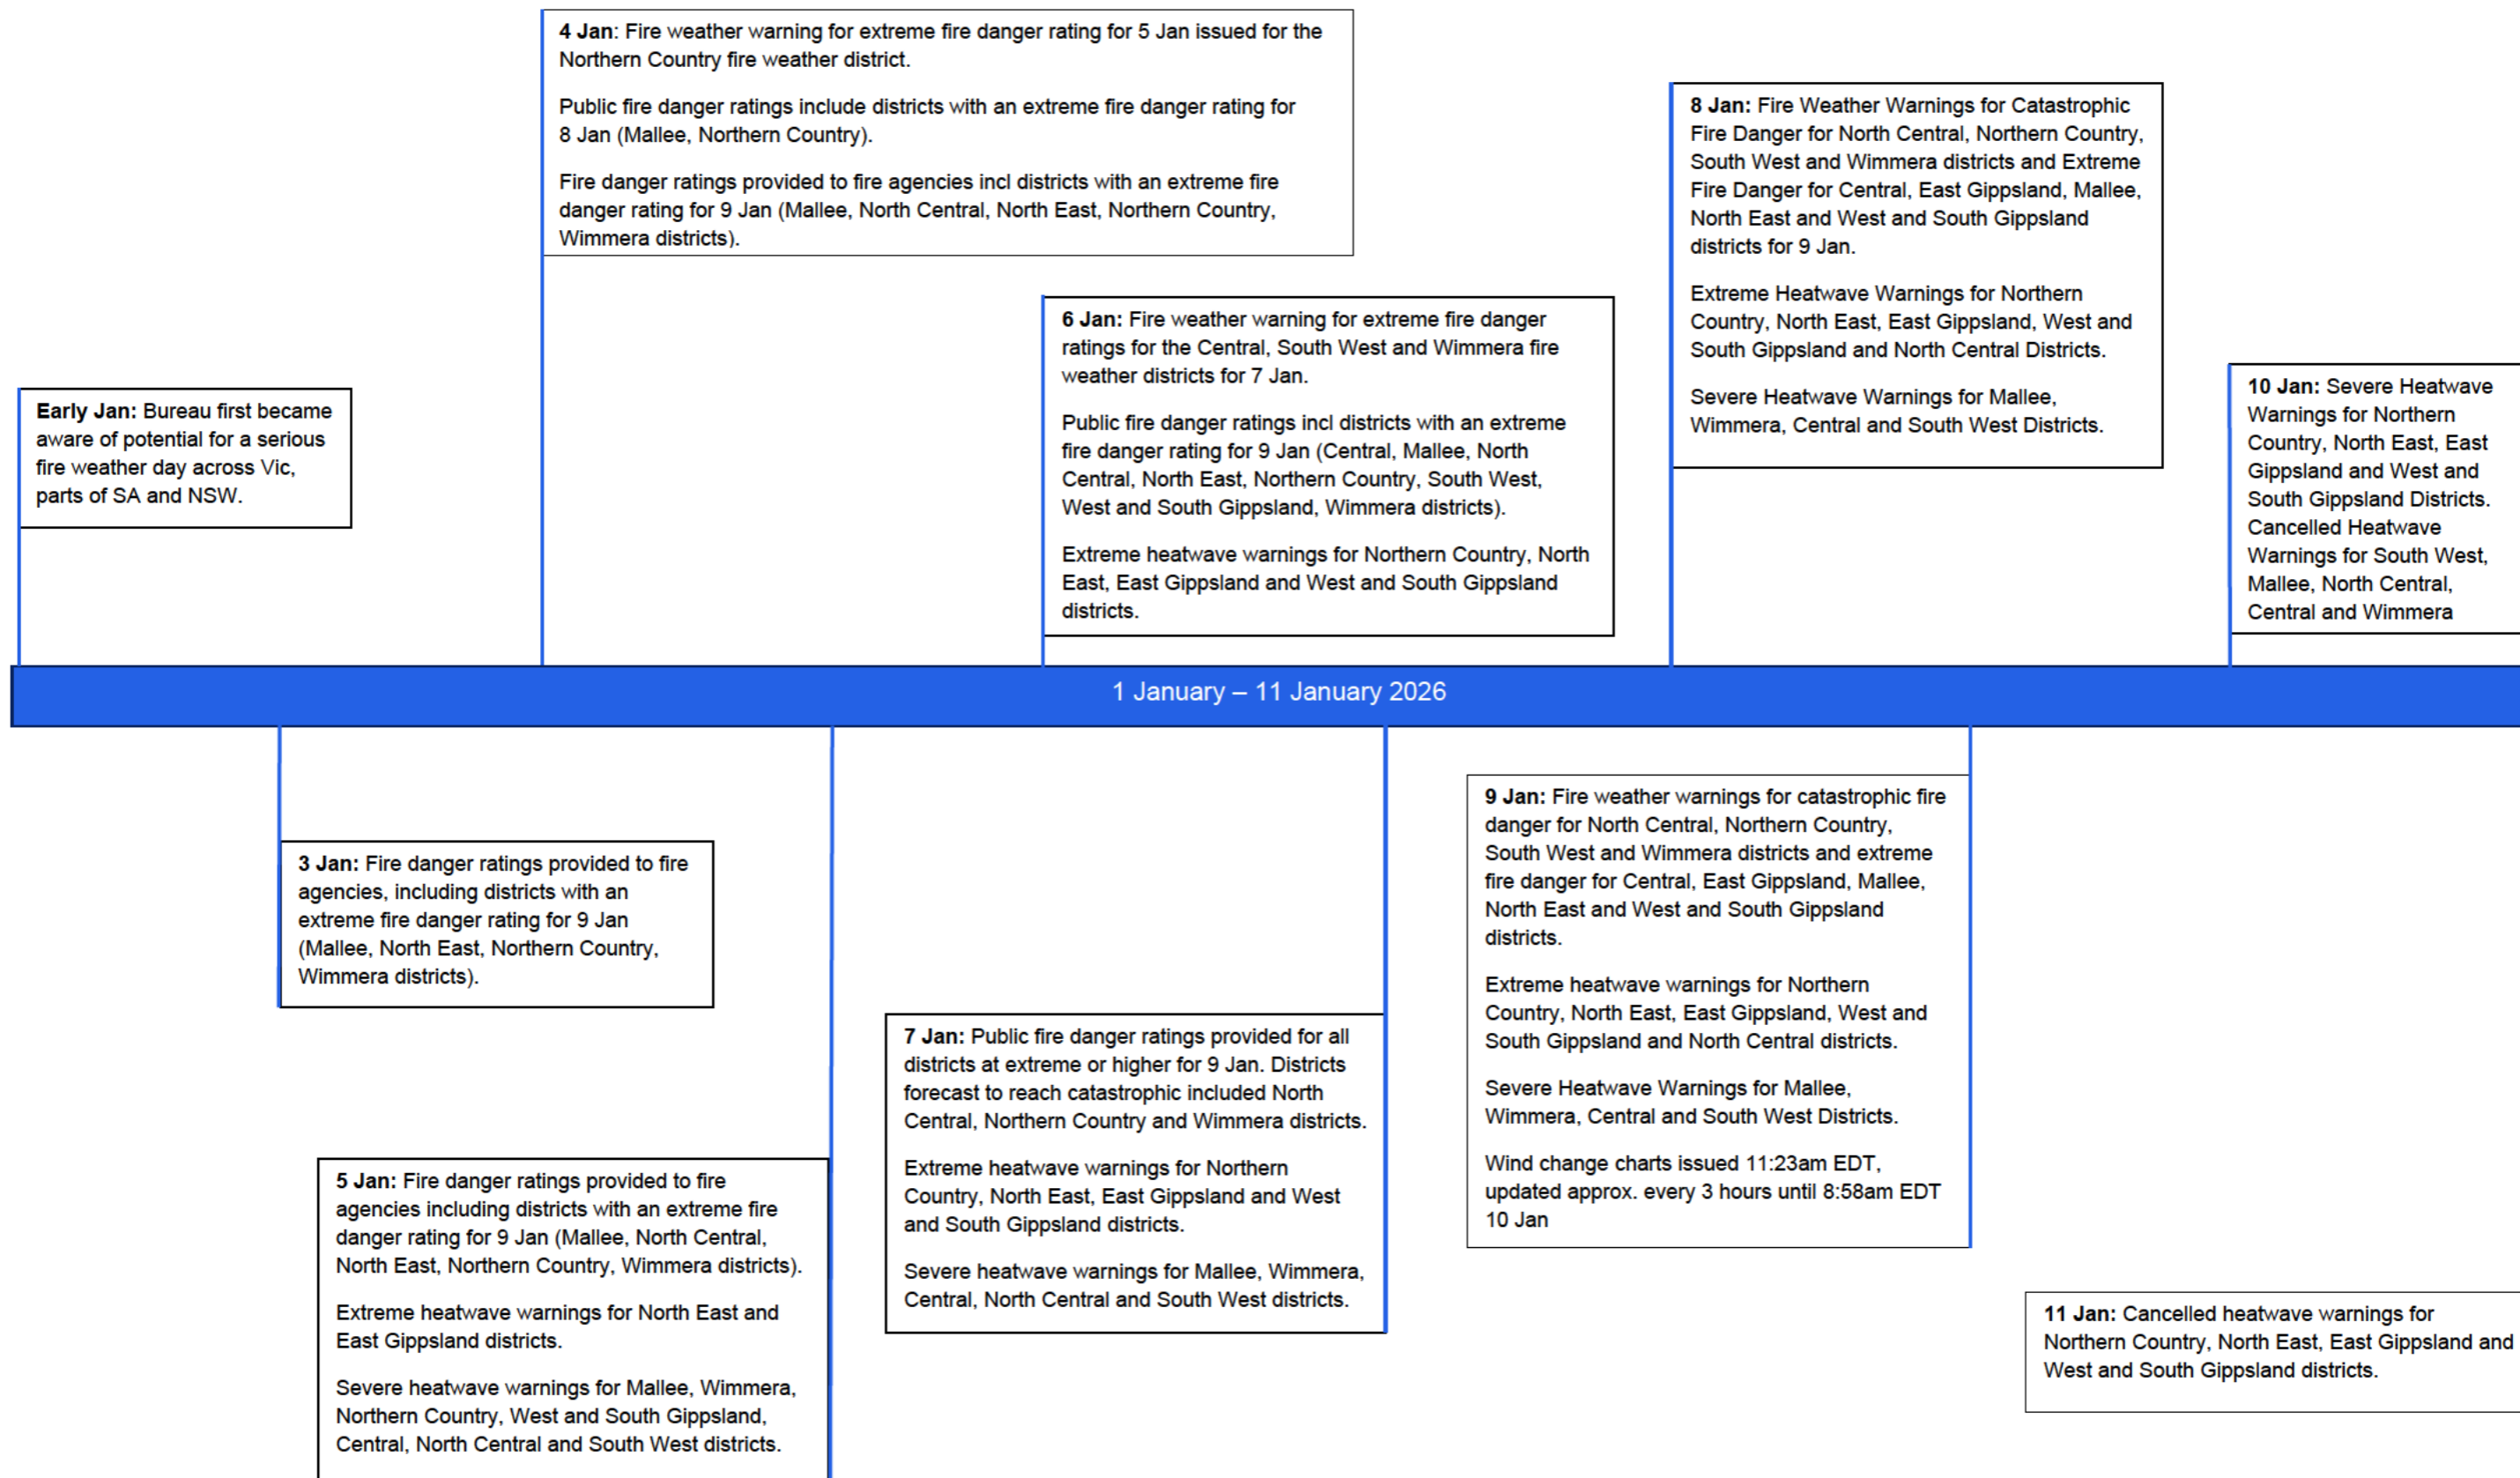 4 Jan: Fire weather warning for extreme fire danger rating for 5 Jan issued for the
Northern Country fire weather district.
Public fire danger ratings include districts with an extreme fire danger rating for
8 Jan (Mallee, Northern Country).
Fire danger ratings provided to fire agencies incl districts with an extreme fire
danger rating for 9 Jan (Mallee, North Central, North East, Northern Country,
Wimmera districts).
8 Jan: Fire Weather Warnings for Catastrophic
Fire Danger for North Central, Northern Country,
South West and Wimmera districts and Extreme
Fire Danger for Central, East Gippsland, Mallee,
North East and West and South Gippsland
districts for 9 Jan.
Extreme Heatwave Warnings for Northern
Country, North East, East Gippsland, West and
South Gippsland and North Central Districts.
Severe Heatwave Warnings for Mallee,
Wimmera, Central and South West Districts.
6 Jan: Fire weather warning for extreme fire danger
ratings for the Central, South West and Wimmera fire
weather districts for 7 Jan.
Public fire danger ratings incl districts with an extreme
fire danger rating for 9 Jan (Central, Mallee, North
Central, North East, Northern Country, South West,
West and South Gippsland, Wimmera districts).
Extreme heatwave warnings for Northern Country, North
East, East Gippsland and West and South Gippsland
districts.
Early Jan: Bureau first became
aware of potential for a serious
fire weather day across Vic,
parts of SA and NSW.
10 Jan: Severe Heatwave
Warnings for Northern
Country, North East, East
Gippsland and West and
South Gippsland Districts.
Cancelled Heatwave
Warnings for South West,
Mallee, North Central,
Central and Wimmera
1 January – 11 January 2026
3 Jan: Fire danger ratings provided to fire
agencies, including districts with an
extreme fire danger rating for 9 Jan
(Mallee, North East, Northern Country,
Wimmera districts).
9 Jan: Fire weather warnings for catastrophic fire
danger for North Central, Northern Country,
South West and Wimmera districts and extreme
fire danger for Central, East Gippsland, Mallee,
North East and West and South Gippsland
districts.
Extreme heatwave warnings for Northern
Country, North East, East Gippsland, West and
South Gippsland and North Central districts.
Severe Heatwave Warnings for Mallee,
Wimmera, Central and South West Districts.
Wind change charts issued 11:23am EDT,
updated approx. every 3 hours until 8:58am EDT
10 Jan
7 Jan: Public fire danger ratings provided for all
districts at extreme or higher for 9 Jan. Districts
forecast to reach catastrophic included North
Central, Northern Country and Wimmera districts.
Extreme heatwave warnings for Northern
Country, North East, East Gippsland and West
and South Gippsland districts.
Severe heatwave warnings for Mallee, Wimmera,
Central, North Central and South West districts.
5 Jan: Fire danger ratings provided to fire
agencies including districts with an extreme fire
danger rating for 9 Jan (Mallee, North Central,
North East, Northern Country, Wimmera districts).
Extreme heatwave warnings for North East and
East Gippsland districts.
Severe heatwave warnings for Mallee, Wimmera,
Northern Country, West and South Gippsland,
Central, North Central and South West districts.
11 Jan: Cancelled heatwave warnings for
Northern Country, North East, East Gippsland and
West and South Gippsland districts.